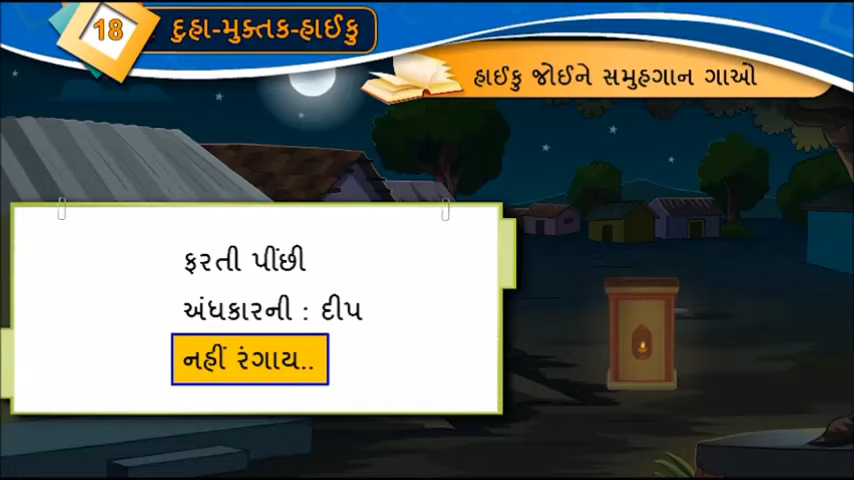 18 દુહા-મુક્તક-હાઈકુ
હાઈકુ જોઈને સમુહગાન ગાઓ
ફરતી પીંછી
અંધકારની : દીપ
નહીં રંગાય..